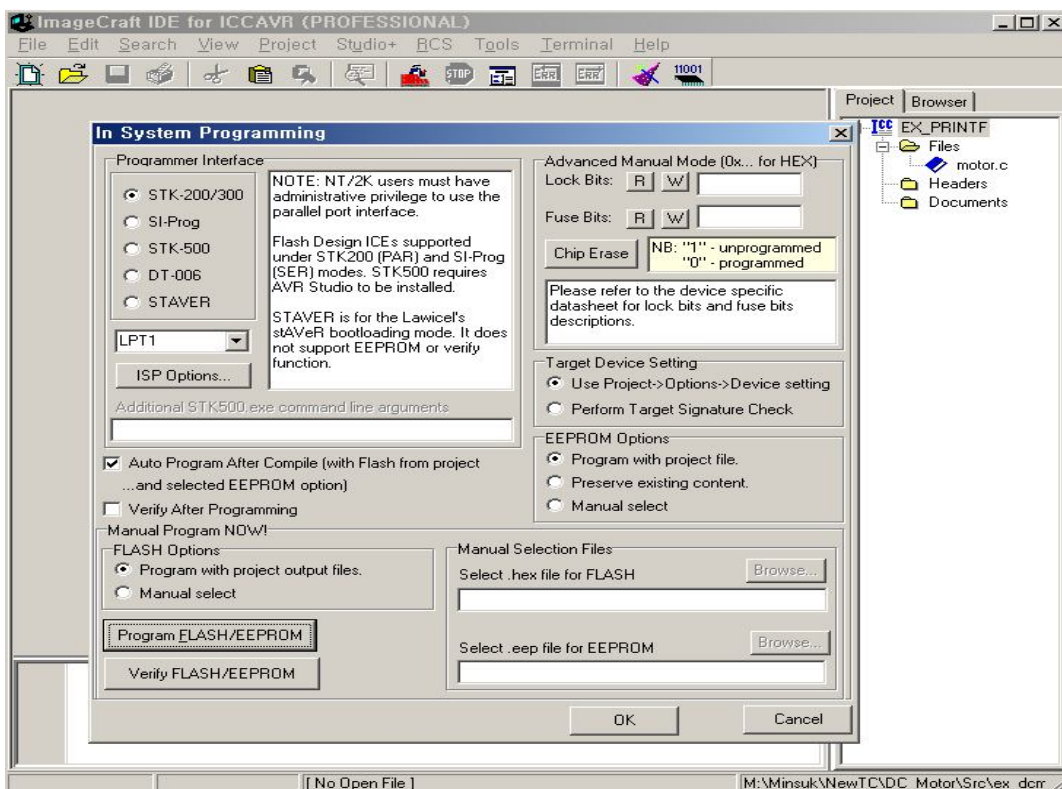 ImageCraft IDE for ICCAVR (PROFESSIONAL)
File Edit Search View Project Studio+ RCS Tools Terminal Help
STOP ERR ERR 11001
Project Browser
ICC EX_PRINTF
Files
motor.c
Headers
Documents
In System Programming
Programmer Interface
STK-200/300
SI-Prog
STK-500
DT-006
STAVER
LPT1
ISP Options...
NOTE: NT/2K users must have
administrative privilege to use the
parallel port interface.
Flash Design ICEs supported
under STK200 (PAR) and SI-Prog
(SER) modes. STK500 requires
AVR Studio to be installed.
STAVER is for the Lawicel's
stAVeR bootloading mode. It does
not support EEPROM or verify
function.
Additional STK500.exe command line arguments
Auto Program After Compile (with Flash from project
...and selected EEPROM option)
Verify After Programming
Advanced Manual Mode (0x... for HEX)
Lock Bits: R W
Fuse Bits: R W
Chip Erase
NB: "1" - unprogrammed
"0" - programmed
Please refer to the device specific
datasheet for lock bits and fuse bits
descriptions.
Target Device Setting
Use Project->Options->Device setting
Perform Target Signature Check
EEPROM Options
Program with project file.
Preserve existing content.
Manual select
Manual Program NOW!
FLASH Options
Program with project output files.
Manual select
Program FLASH/EEPROM
Verify FLASH/EEPROM
Manual Selection Files
Select .hex file for FLASH
Browse...
Select .eep file for EEPROM
Browse...
OK Cancel
[ No Open File ]
M:\Minsuk\NewTC\DC_Motor\Src\ex_dcm